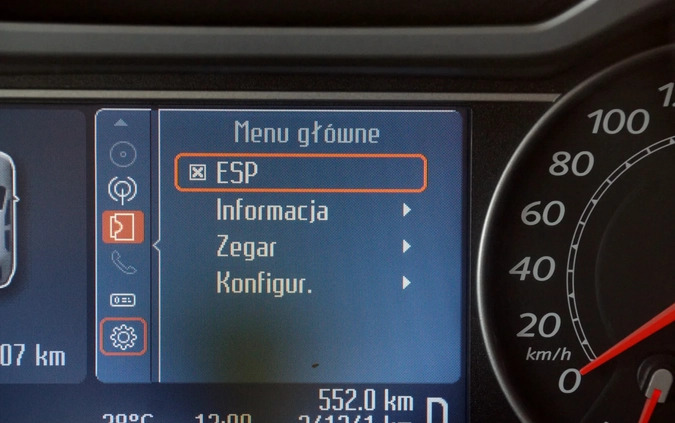 Menu główne
ESP
Informacja
Zegar
Konfigur.
07 km
552.0 km
D
100
80
60
40
20
km/h
0